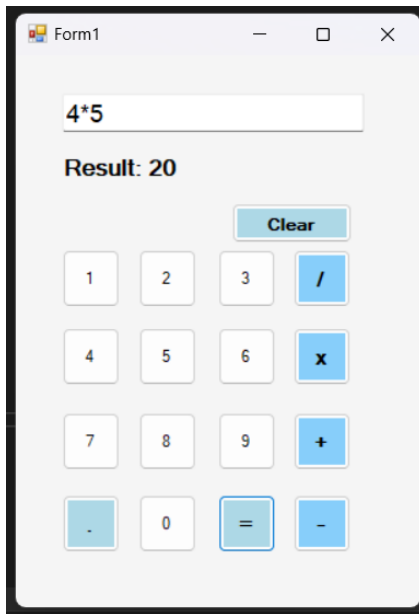 Form1
4*5
Result: 20
Clear
1 2 3 /
4 5 6 x
7 8 9 +
. 0 = -